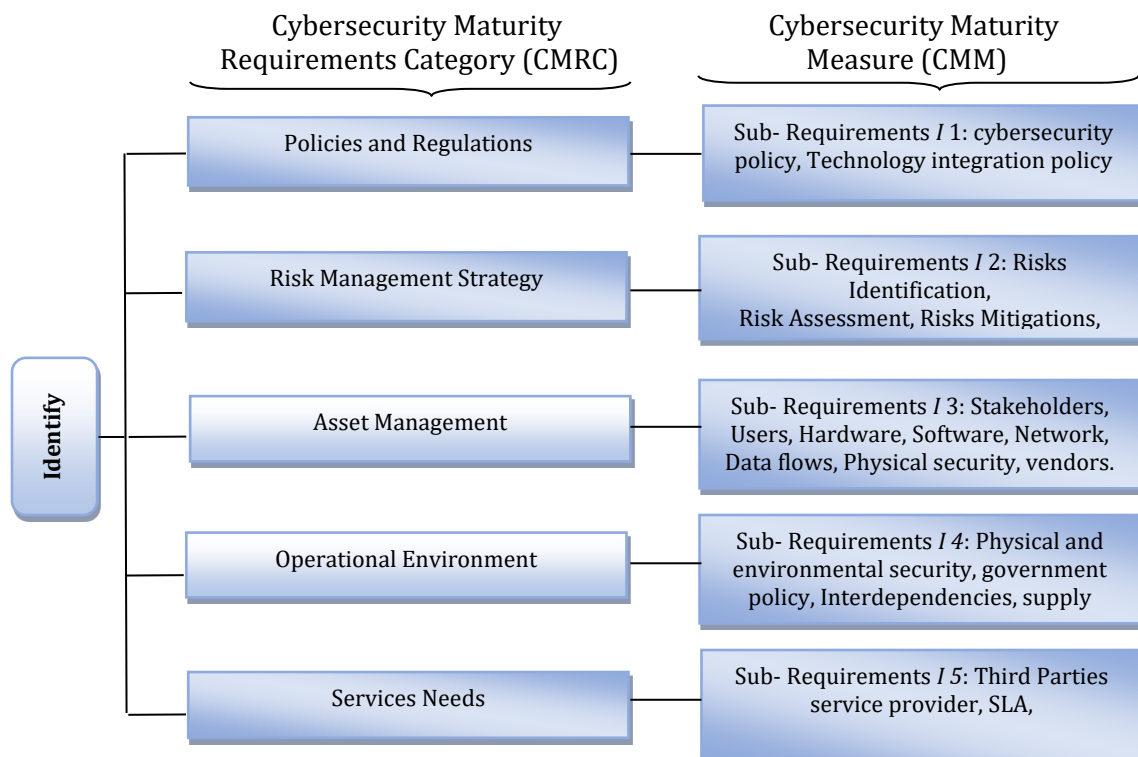 Cybersecurity Maturity
Requirements Category (CMRC)
Cybersecurity Maturity
Measure (CMM)
Policies and Regulations
Sub- Requirements I 1: cybersecurity
policy, Technology integration policy
Risk Management Strategy
Sub- Requirements I 2: Risks
Identification,
Risk Assessment, Risks Mitigations,
Identify
Asset Management
Sub- Requirements I 3: Stakeholders,
Users, Hardware, Software, Network,
Data flows, Physical security, vendors.
Operational Environment
Sub- Requirements I 4: Physical and
environmental security, government
policy, Interdependencies, supply
Services Needs
Sub- Requirements I 5: Third Parties
service provider, SLA,